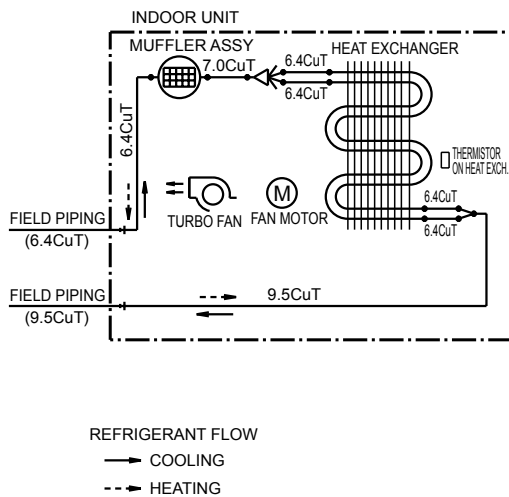 INDOOR UNIT
MUFFLER ASSY
7.0CuT
6.4CuT
6.4CuT
HEAT EXCHANGER
6.4CuT
THERMISTOR
ON HEAT EXCH.
TURBO FAN
M
FAN MOTOR
6.4CuT
6.4CuT
FIELD PIPING
(6.4CuT)
FIELD PIPING
(9.5CuT)
9.5CuT
REFRIGERANT FLOW
COOLING
HEATING